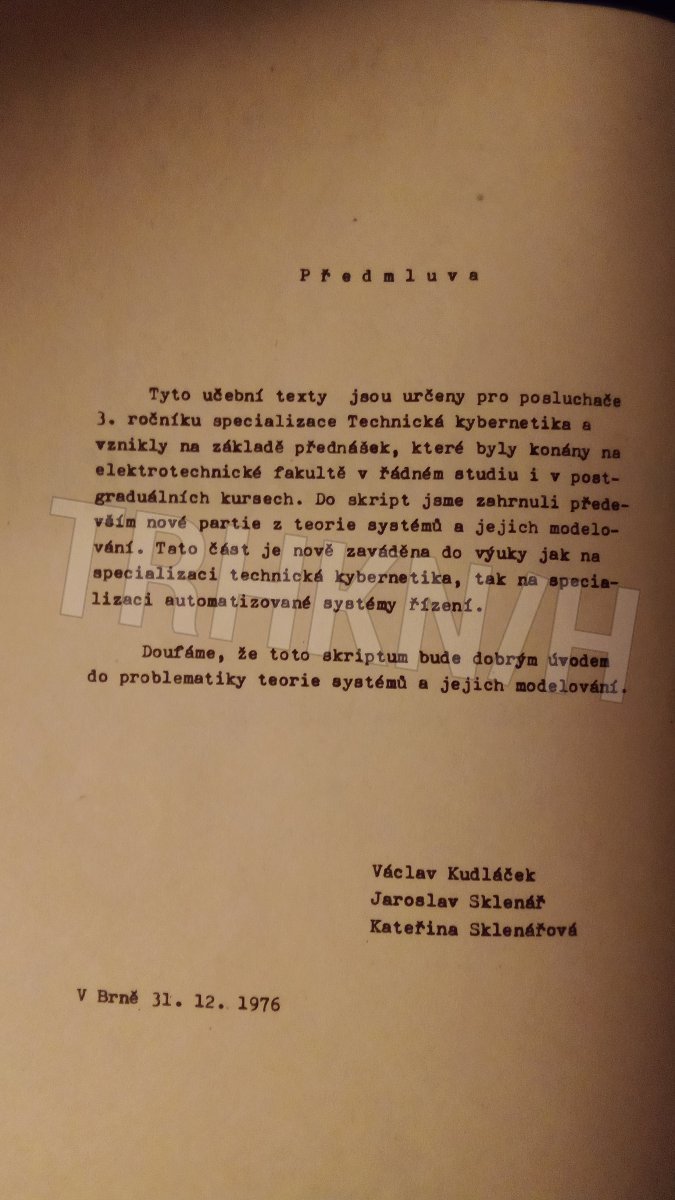 P ř e d m l u v a
Tyto učební texty jsou určeny pro posluchače
3. ročníku specializace Technická kybernetika a
vznikly na základě přednášek, které byly konány na
elektrotechnické fakultě v řádném studiu i v post-
graduálních kursech. Do skript jsme zahrnuli přede-
vším nové partie z teorie systémů a jejich modelo-
vání. Tato část je nově zaváděna do výuky jak na
specializaci technická kybernetika, tak na specia-
lizaci automatizované systémy řízení.
Doufáme, že toto skriptum bude dobrým úvodem
do problematiky teorie systémů a jejich modelování.
Václav Kudláček
Jaroslav Sklenář
Kateřina Sklenářová
V Brně 31. 12. 1976